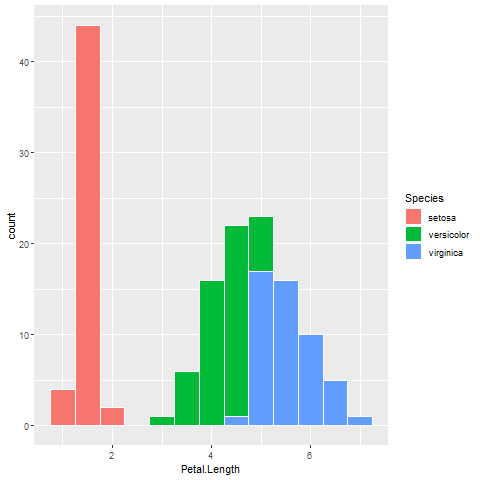 count
40
30
20
10
0
2
4
6
Petal.Length
Species
setosa
versicolor
virginica